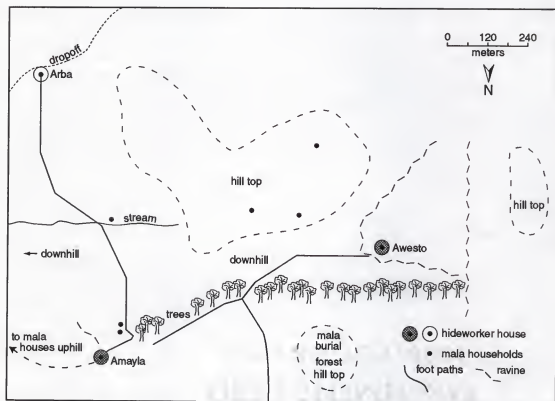 dropoff
Arba
0 120 240
meters
N
hill top
hill top
stream
downhill
downhill
Awesto
trees
to mala
houses uphill
Amayla
mala
burial
forest
hill top
hideworker house
mala households
foot paths
ravine